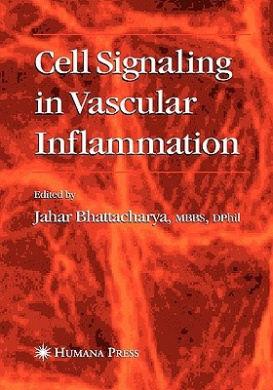 Cell Signaling
in Vascular
Inflammation
Edited by
Jahar Bhattacharya, MBBS, DPhil
HUMANA PRESS